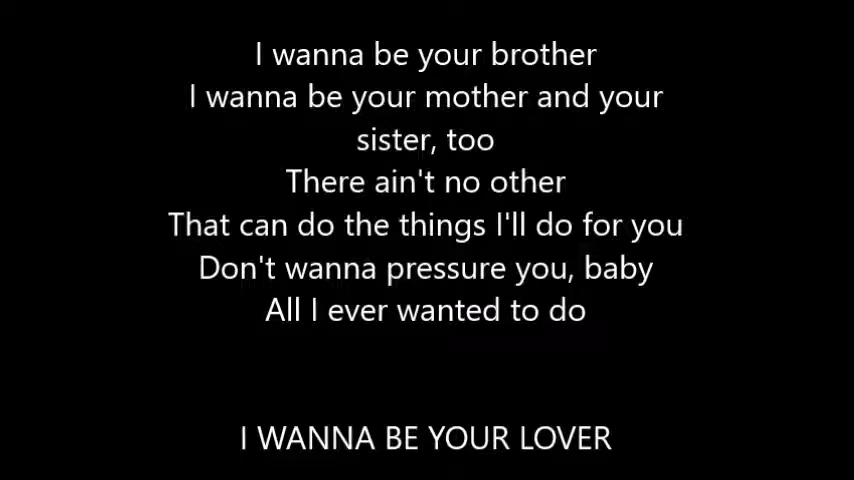 I wanna be your brother
I wanna be your mother and your
sister, too
There ain't no other
That can do the things I'll do for you
Don't wanna pressure you, baby
All I ever wanted to do
I WANNA BE YOUR LOVER